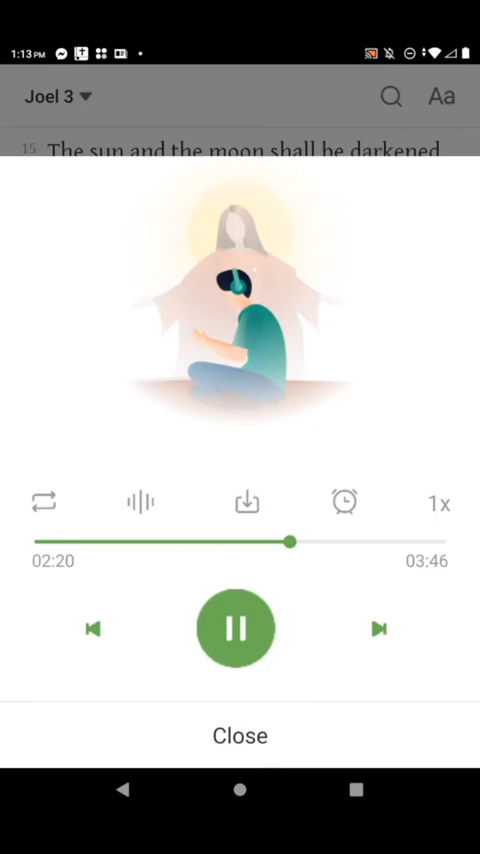 1:13 PM
Joel 3
Aa
15 The sun and the moon shall be darkened
1x
02:20
03:46
Close